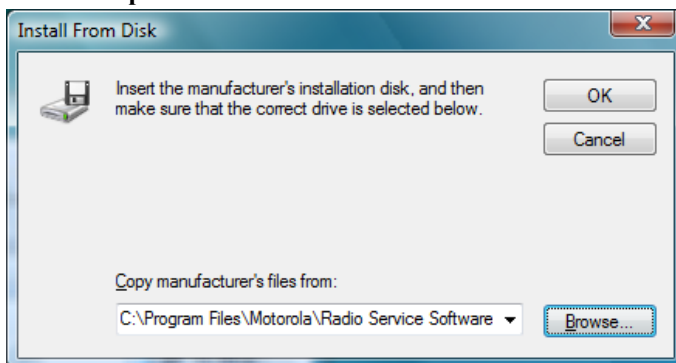 Install From Disk
Insert the manufacturer's installation disk, and then
make sure that the correct drive is selected below.
OK
Cancel
Copy manufacturer's files from:
C:\Program Files\Motorola\Radio Service Software
Browse...